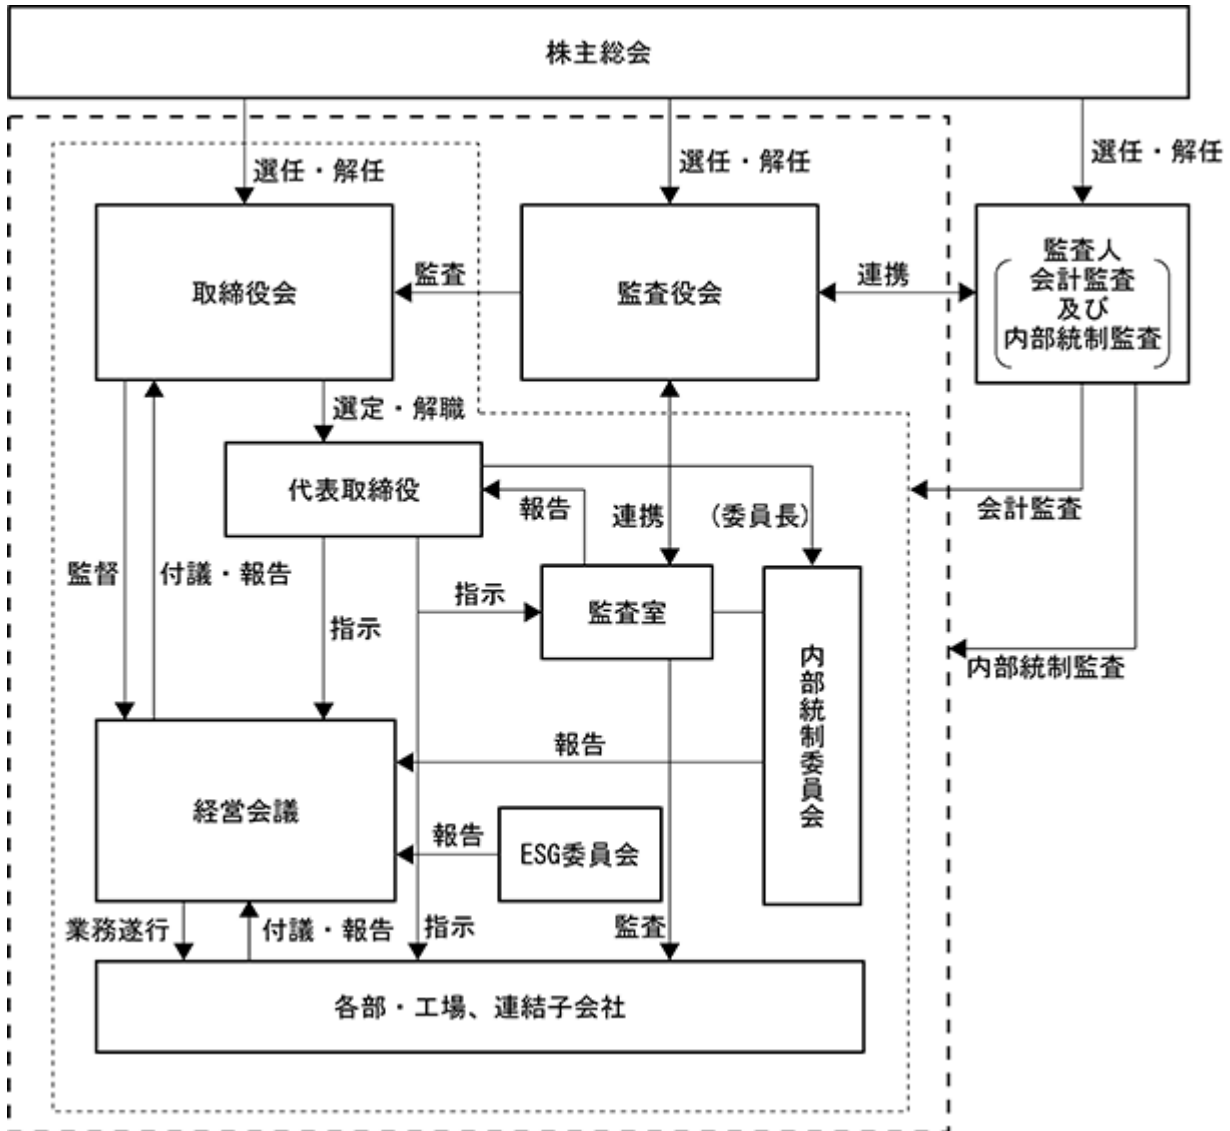 株主総会
選任・解任
選任・解任
選任・解任
取締役会
監査
監査役会
連携
監査人
会計監査
及び
内部統制監査
選定・解職
代表取締役
報告
連携
(委員長)
会計監査
監督
付議・報告
指示
指示
監査室
内部統制監査
内部統制委員会
報告
経営会議
報告
ESG委員会
業務遂行
付議・報告
指示
監査
各部・工場、連結子会社